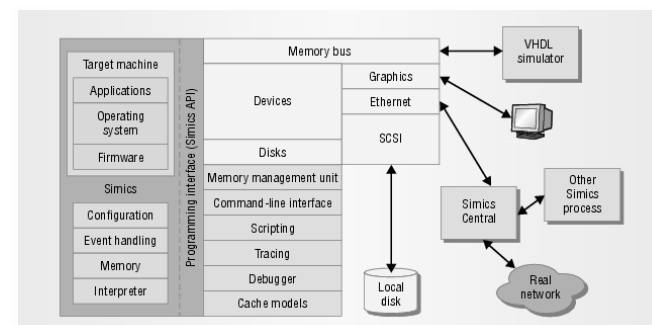 Target machine
Applications
Operating
system
Firmware
Simics
Configuration
Event handling
Memory
Interpreter
Programming interface (Simics API)
Memory bus
Devices
Graphics
Ethernet
SCSI
Disks
Memory management unit
Command-line interface
Scripting
Tracing
Debugger
Cache models
VHDL
simulator
Simics
Central
Other
Simics
process
Local
disk
Real
network